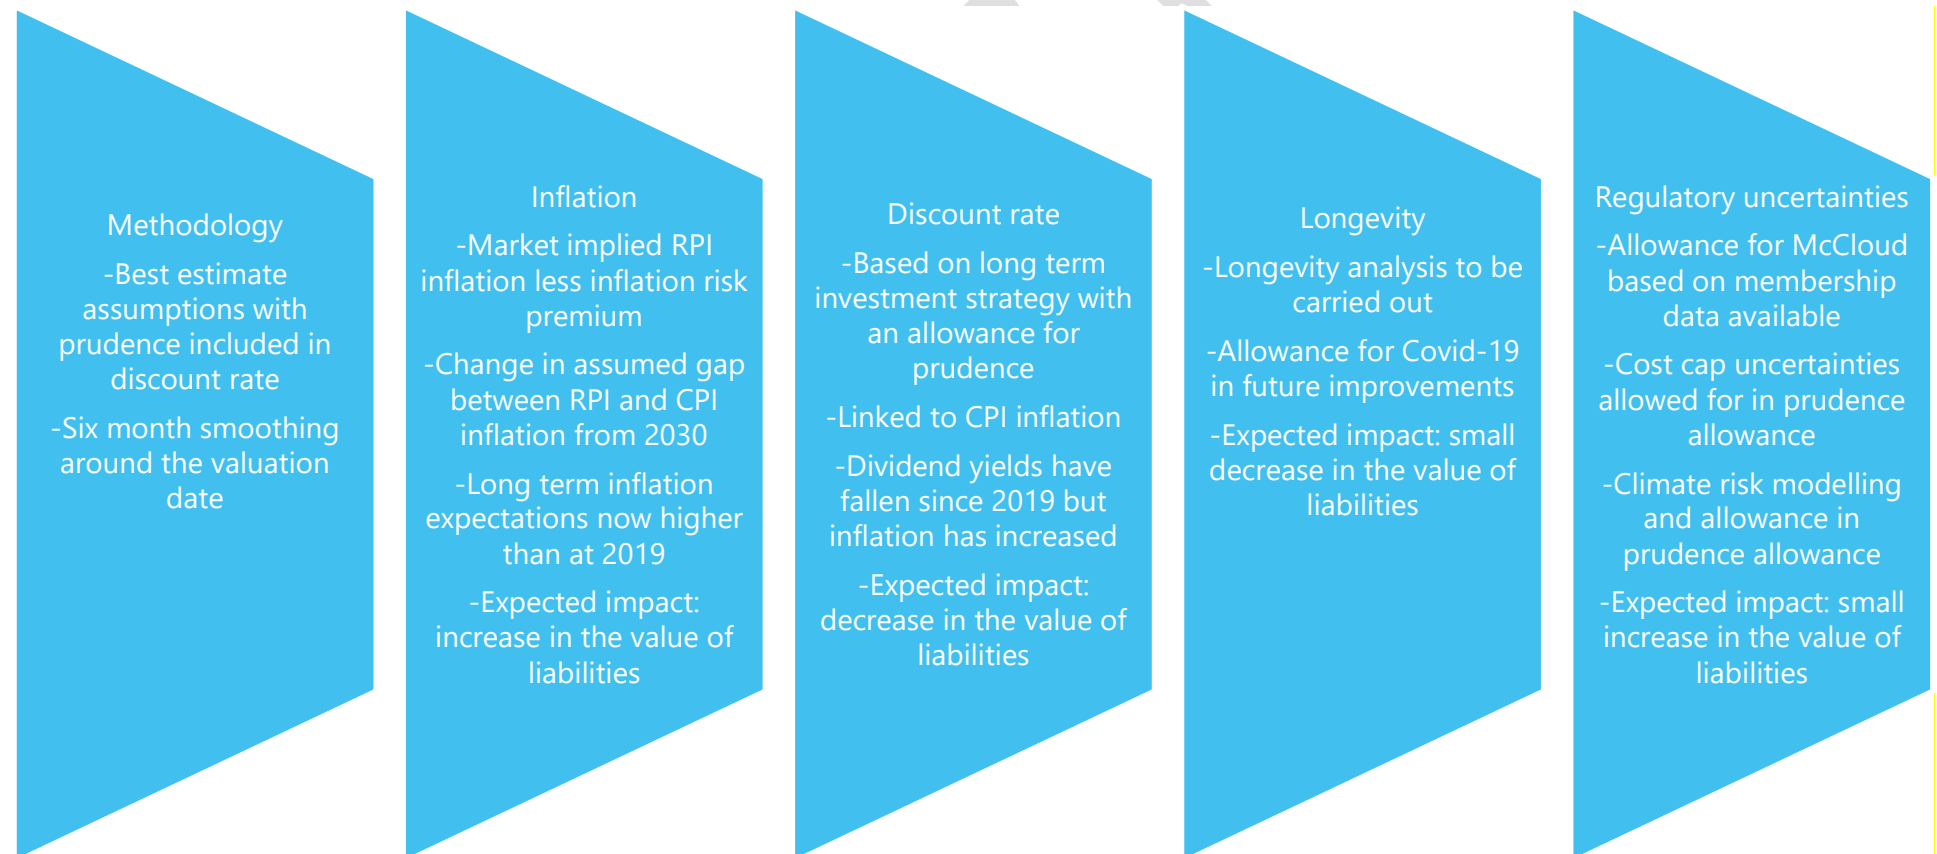 Methodology
-Best estimate
assumptions with
prudence included in
discount rate
-Six month smoothing
around the valuation
date
Inflation
-Market implied RPI
inflation less inflation risk
premium
-Change in assumed gap
between RPI and CPI
inflation from 2030
-Long term inflation
expectations now higher
than at 2019
-Expected impact:
increase in the value of
liabilities
Discount rate
-Based on long term
investment strategy with
an allowance for
prudence
-Linked to CPI inflation
-Dividend yields have
fallen since 2019 but
inflation has increased
-Expected impact:
decrease in the value of
liabilities
Longevity
-Longevity analysis to be
carried out
-Allowance for Covid-19
in future improvements
-Expected impact: small
decrease in the value of
liabilities
Regulatory uncertainties
-Allowance for McCloud
based on membership
data available
-Cost cap uncertainties
allowed for in prudence
allowance
-Climate risk modelling
and allowance in
prudence allowance
-Expected impact: small
increase in the value of
liabilities